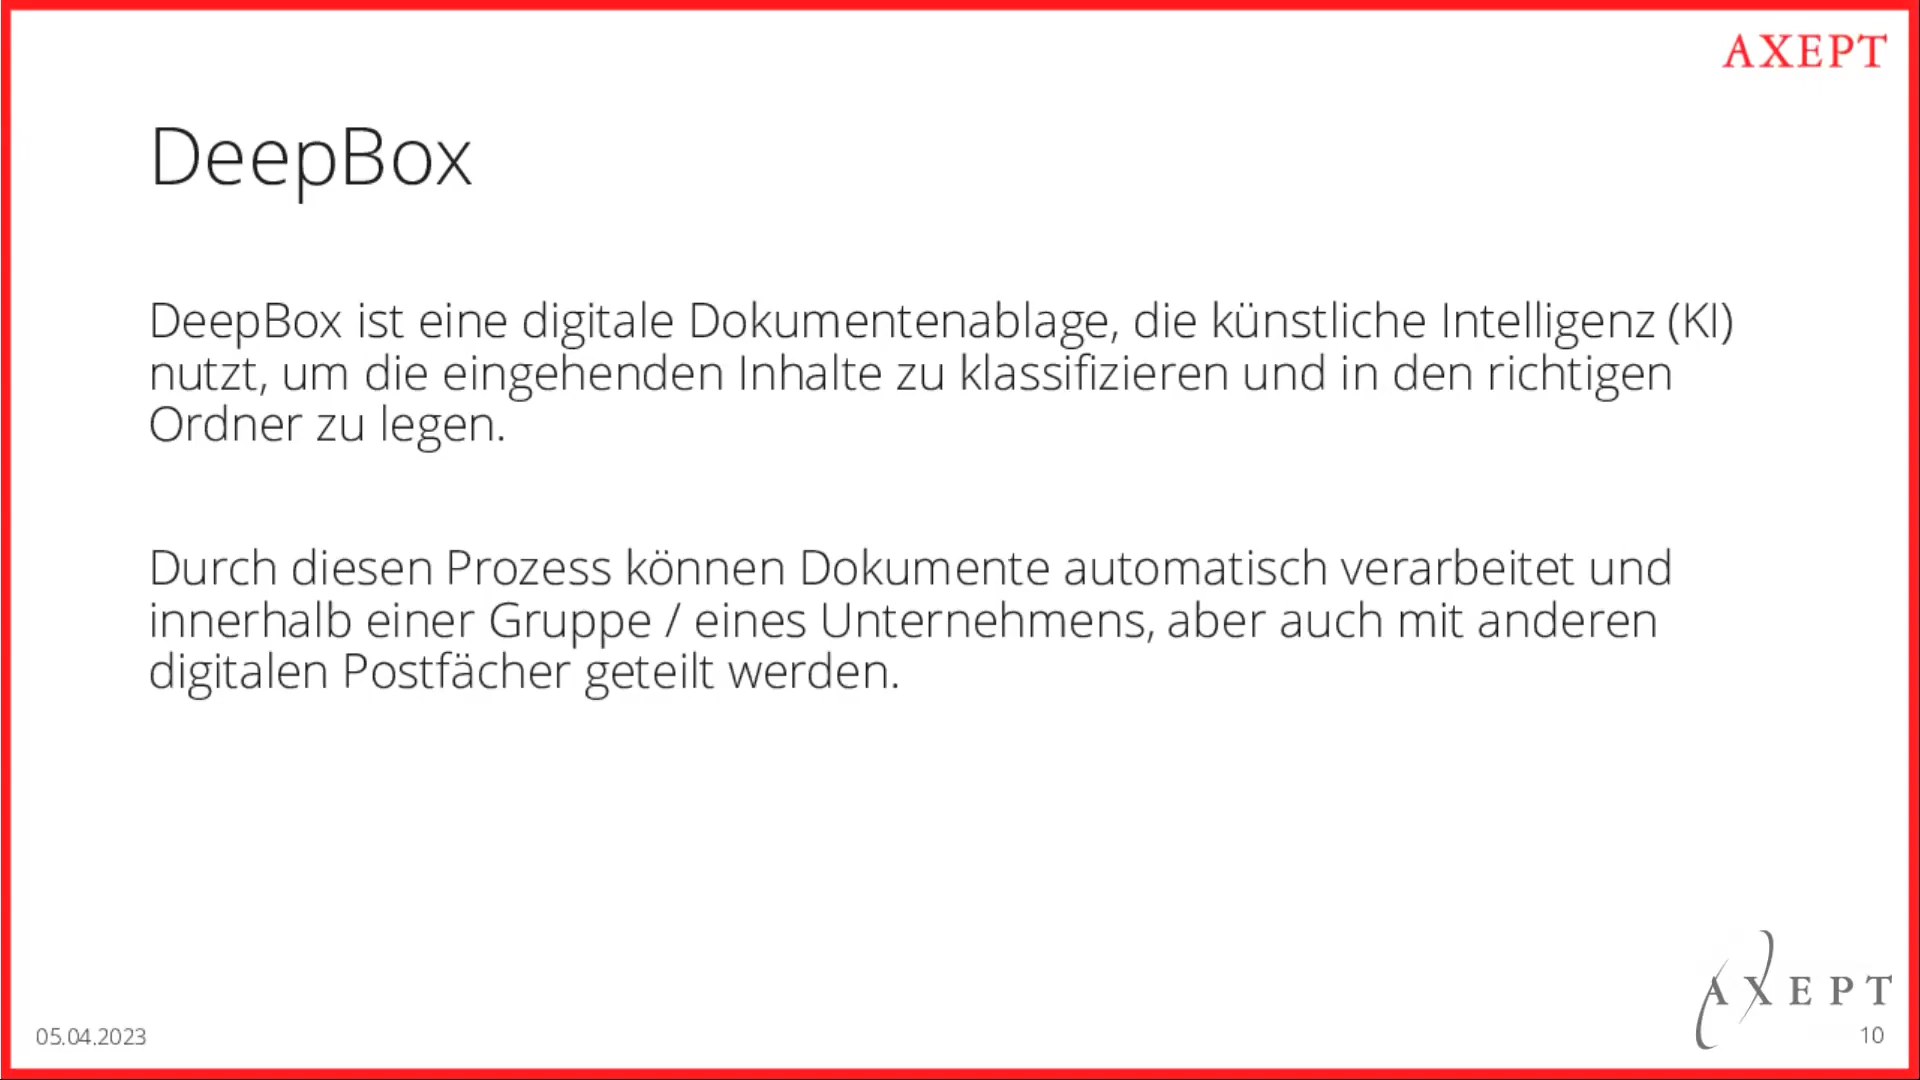 AXEPT
DeepBox
DeepBox ist eine digitale Dokumentenablage, die künstliche Intelligenz (KI)
nutzt, um die eingehenden Inhalte zu klassifizieren und in den richtigen
Ordner zu legen.
Durch diesen Prozess können Dokumente automatisch verarbeitet und
innerhalb einer Gruppe / eines Unternehmens, aber auch mit anderen
digitalen Postfächer geteilt werden.
AXEPT
05.04.2023
10